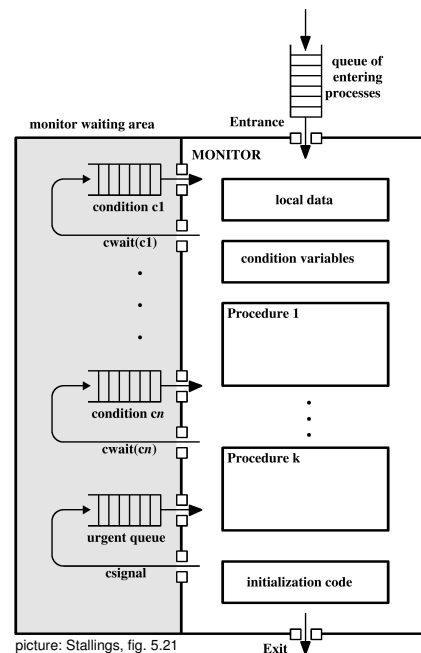 queue of
entering
processes
monitor waiting area
Entrance
MONITOR
condition c1
local data
cwait(c1)
condition variables
Procedure 1
condition cn
cwait(cn)
Procedure k
urgent queue
csignal
initialization code
picture: Stallings, fig. 5.21
Exit